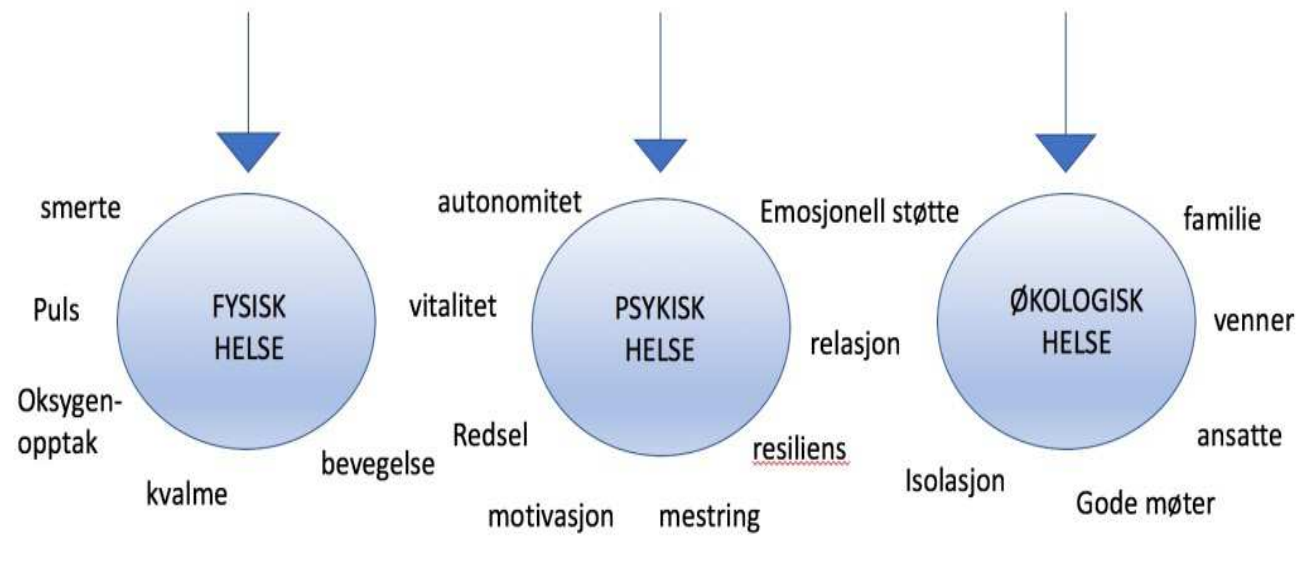 smerte
Puls
Oksygen-
opptak
kvalme
bevegelse
FYSISK
HELSE
autonomitet
vitalitet
Redsel
motivasjon
mestring
resiliens
PSYKISK
HELSE
Emosjonell støtte
relasjon
Isolasjon
Gode møter
ØKOLOGISK
HELSE
familie
venner
ansatte